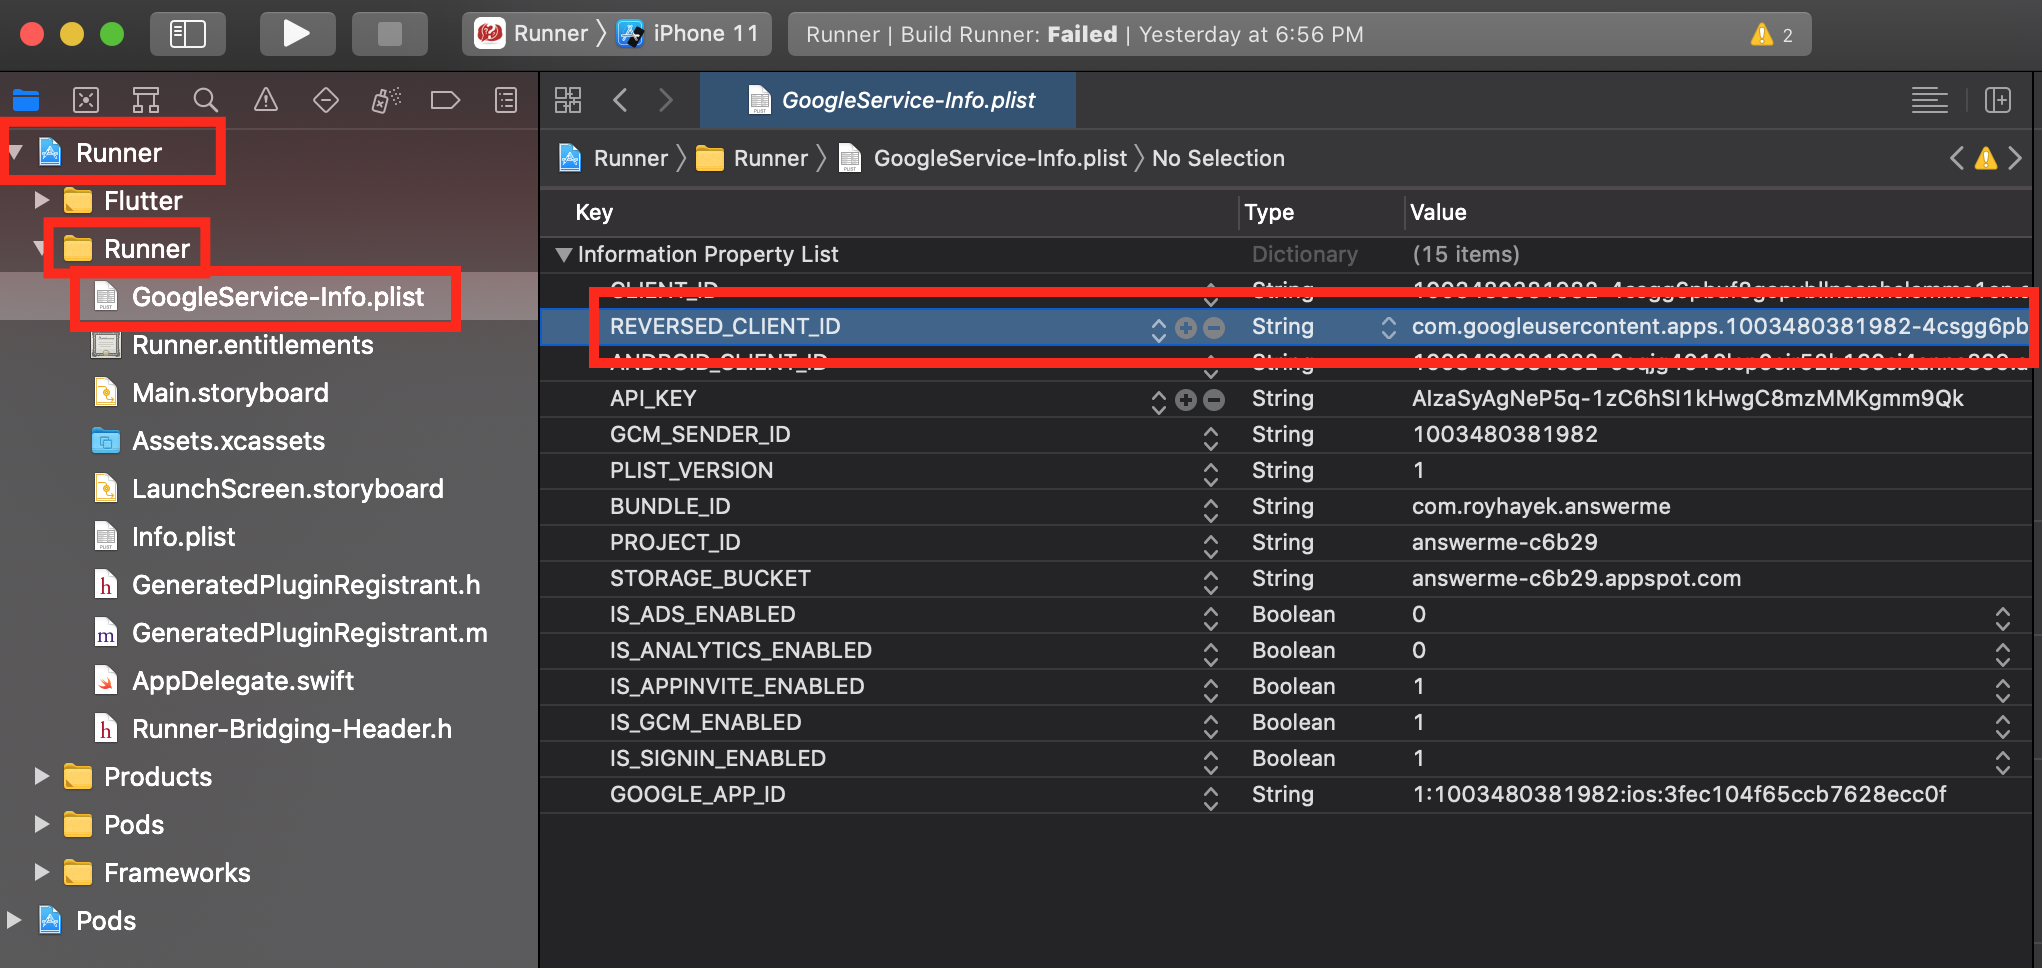 Runner 〉 iPhone 11
Runner | Build Runner: Failed | Yesterday at 6:56 PM
2
GoogleService-Info.plist
Runner
Flutter
Runner
GoogleService-Info.plist
Runner.entitlements
Main.storyboard
Assets.xcassets
LaunchScreen.storyboard
Info.plist
GeneratedPluginRegistrant.h
GeneratedPluginRegistrant.m
AppDelegate.swift
Runner-Bridging-Header.h
Products
Pods
Frameworks
Pods
Runner 〉 Runner 〉 GoogleService-Info.plist 〉 No Selection
Key Type Value
Information Property List Dictionary (15 items)
CLIENT_ID String
REVERSED_CLIENT_ID String com.googleusercontent.apps.1003480381982-4csgg6pb
ANDROID_CLIENT_ID
API_KEY String AIzaSyAgNeP5q-1zC6hSI1kHwgC8mzMMKgmm9Qk
GCM_SENDER_ID String 1003480381982
PLIST_VERSION String 1
BUNDLE_ID String com.royhayek.answerme
PROJECT_ID String answerme-c6b29
STORAGE_BUCKET String answerme-c6b29.appspot.com
IS_ADS_ENABLED Boolean 0
IS_ANALYTICS_ENABLED Boolean 0
IS_APPINVITE_ENABLED Boolean 1
IS_GCM_ENABLED Boolean 1
IS_SIGNIN_ENABLED Boolean 1
GOOGLE_APP_ID String 1:1003480381982:ios:3fec104f65ccb7628ecc0f